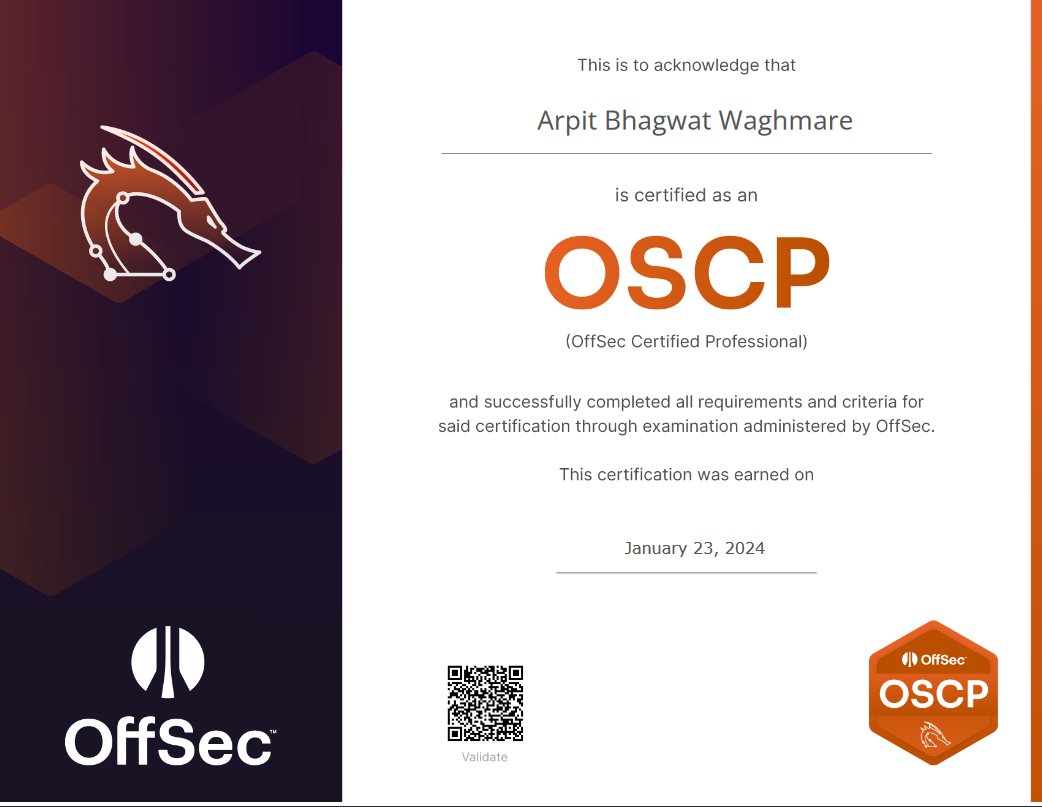 This is to acknowledge that
Arpit Bhagwat Waghmare
is certified as an
OSCP
(OffSec Certified Professional)
and successfully completed all requirements and criteria for
said certification through examination administered by OffSec.
This certification was earned on
January 23, 2024
OffSec™
Validate
OffSec
OSCP